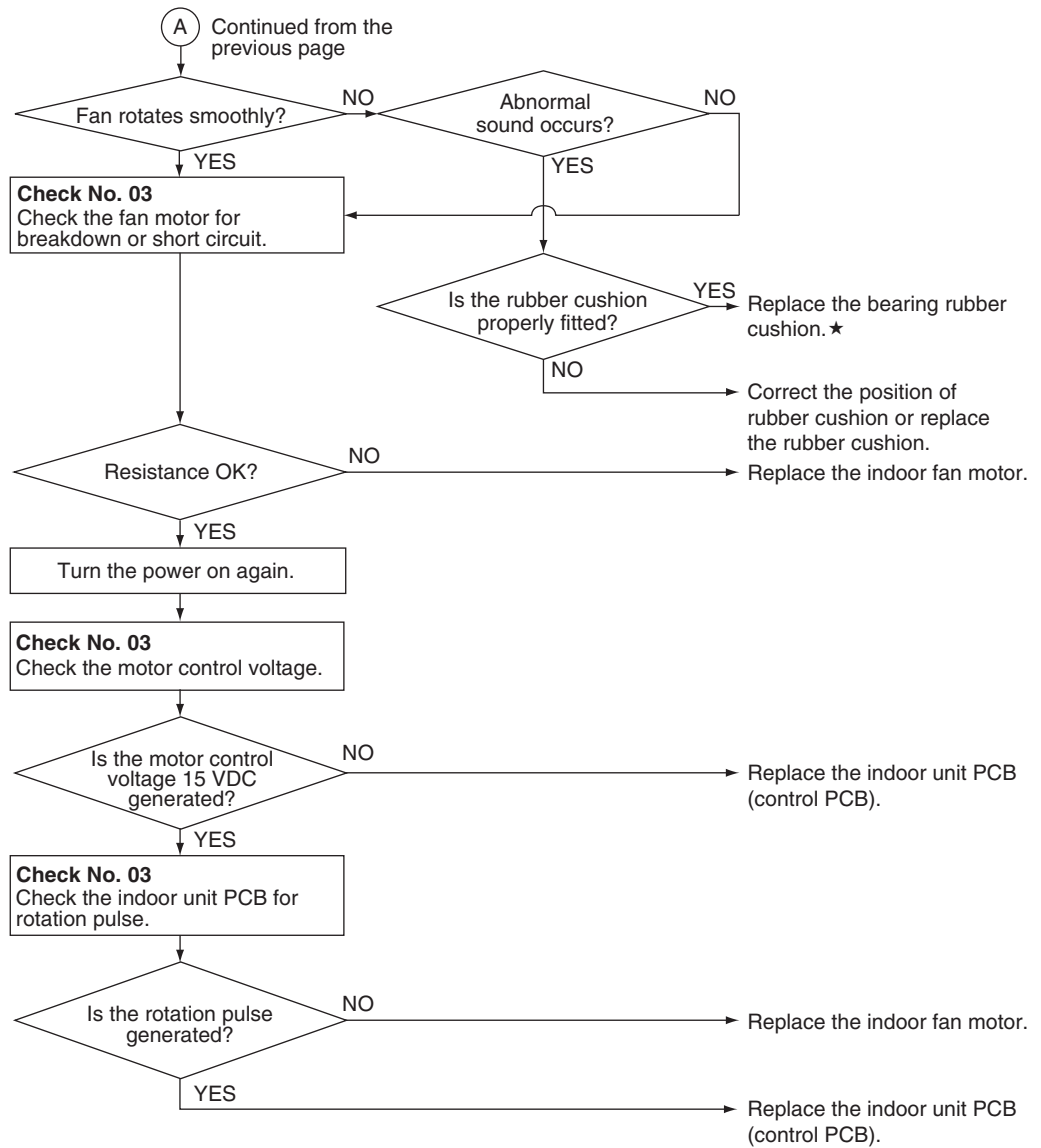 A
Continued from the
previous page
Fan rotates smoothly?
NO
Abnormal
sound occurs?
NO
YES
YES
Check No. 03
Check the fan motor for
breakdown or short circuit.
Is the rubber cushion
properly fitted?
YES
Replace the bearing rubber
cushion.★
NO
Correct the position of
rubber cushion or replace
the rubber cushion.
Resistance OK?
NO
Replace the indoor fan motor.
YES
Turn the power on again.
Check No. 03
Check the motor control voltage.
Is the motor control
voltage 15 VDC
generated?
NO
Replace the indoor unit PCB
(control PCB).
YES
Check No. 03
Check the indoor unit PCB for
rotation pulse.
Is the rotation pulse
generated?
NO
Replace the indoor fan motor.
YES
Replace the indoor unit PCB
(control PCB).